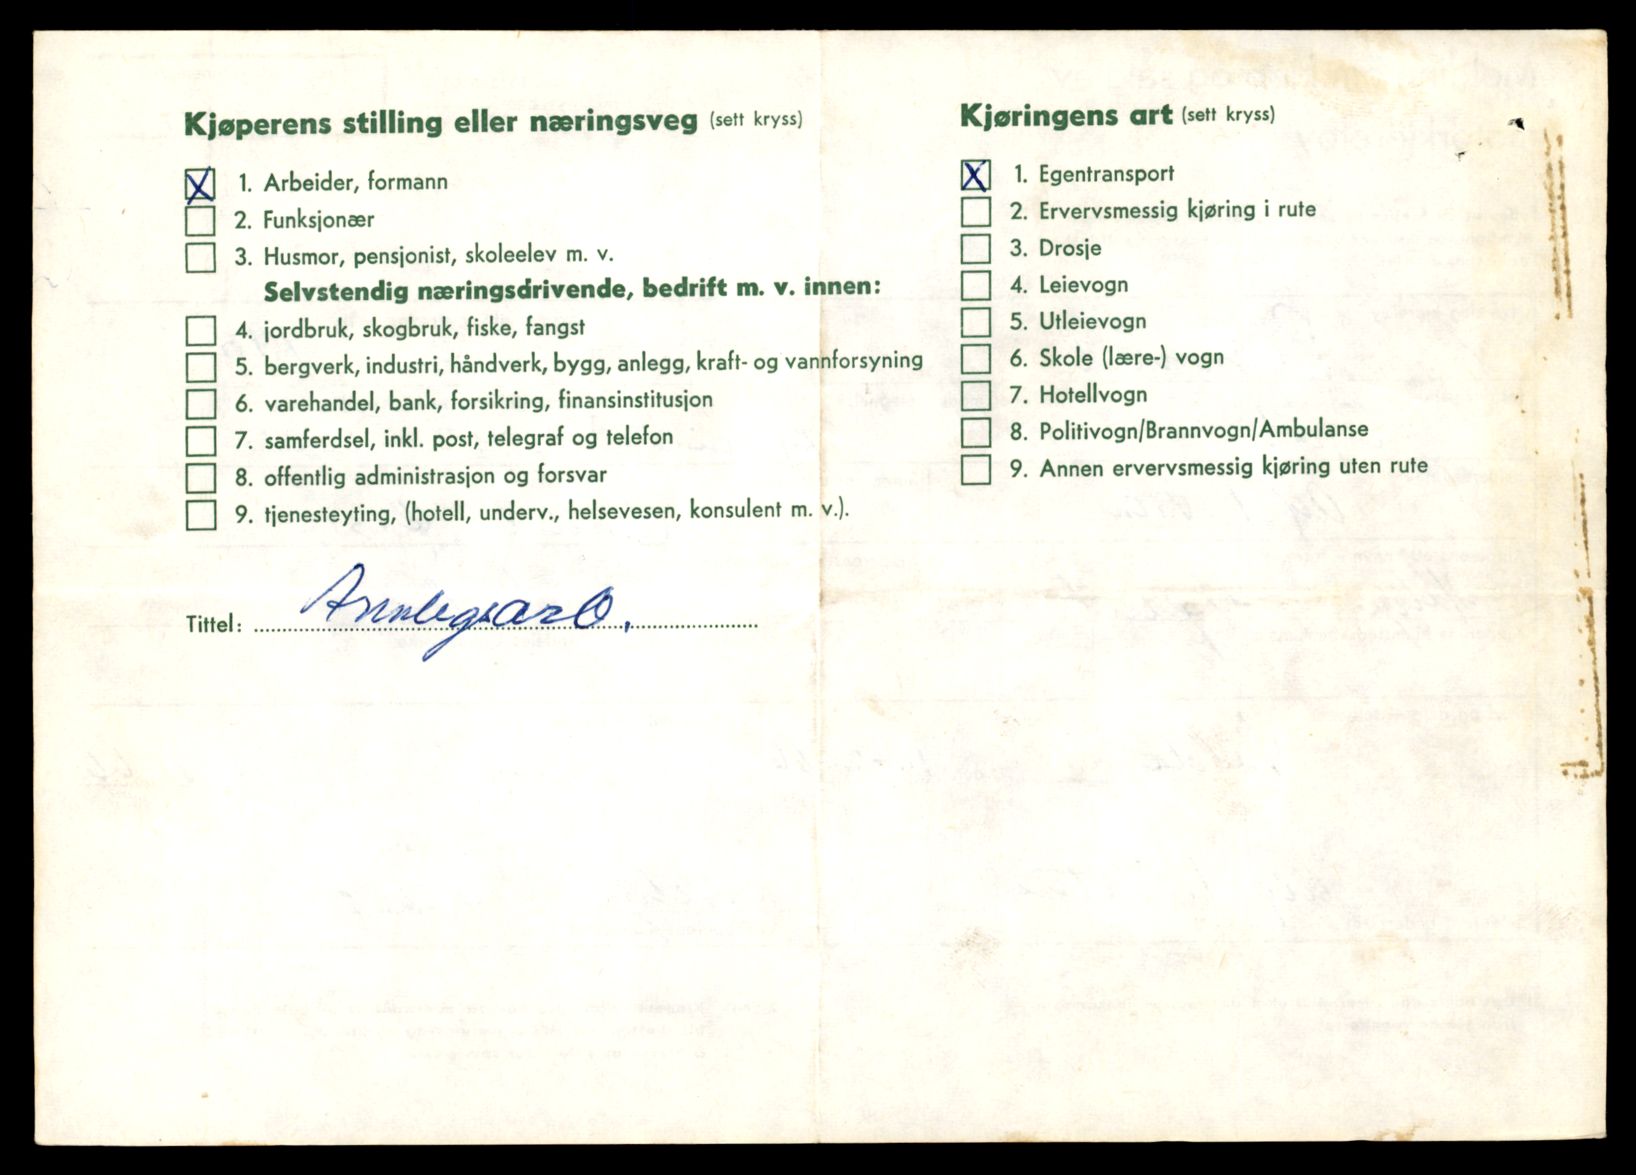 Kjøperens stilling eller næringsveg (sett kryss)
X 1. Arbeider, formann
2. Funksjonær
3. Husmor, pensjonist, skoleelev m. v.
Selvstendig næringsdrivende, bedrift m. v. innen:
4. jordbruk, skogbruk, fiske, fangst
5. bergverk, industri, håndverk, bygg, anlegg, kraft- og vannforsyning
6. varehandel, bank, forsikring, finansinstitusjon
7. samferdsel, inkl. post, telegraf og telefon
8. offentlig administrasjon og forsvar
9. tjenesteyting, (hotell, underv., helsevesen, konsulent m. v.).
Tittel: Anlegsarb.
Kjøringens art (sett kryss)
X 1. Egentransport
2. Ervervsmessig kjøring i rute
3. Drosje
4. Leievogn
5. Utleievogn
6. Skole (lære-) vogn
7. Hotellvogn
8. Politivogn/Brannvogn/Ambulanse
9. Annen ervervsmessig kjøring uten rute